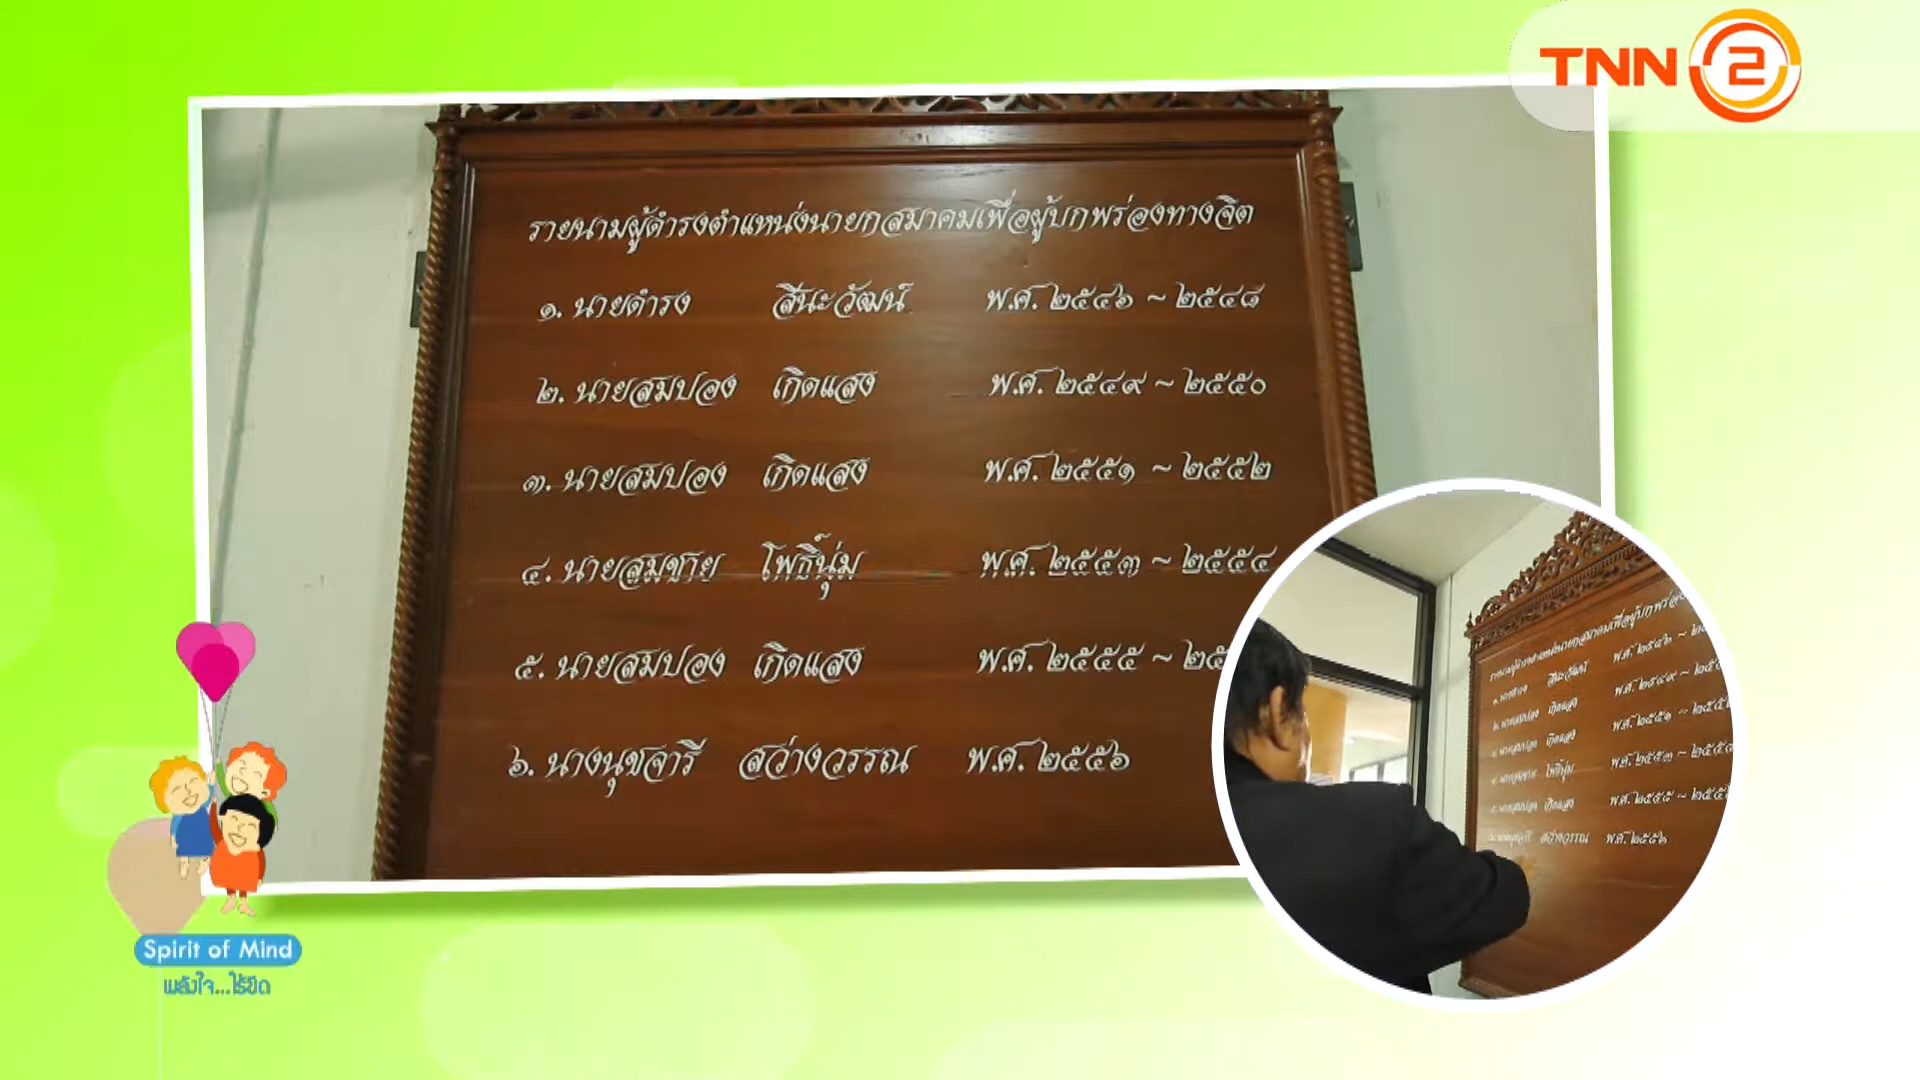 TNN 2
รายนามผู้ดำรงตำแหน่งนายกสมาคมเพื่อผู้บกพร่องทางจิต
๑. นายดำรง สีนะวัฒน์ พ.ศ. ๒๕๔๖ ~ ๒๕๔๘
๒. นายสมปอง เกิดแสง พ.ศ. ๒๕๔๙ ~ ๒๕๕๐
๓. นายสมปอง เกิดแสง พ.ศ. ๒๕๕๑ ~ ๒๕๕๒
๔. นายสมชาย โพธิ์นุ่ม พ.ศ. ๒๕๕๓ ~ ๒๕๕๔
๕. นายสมปอง เกิดแสง พ.ศ. ๒๕๕๕ ~
๖. นางนุชจารี สว่างวรรณ พ.ศ. ๒๕๕๖
Spirit of Mind
พลังใจ...ไร้ขีด